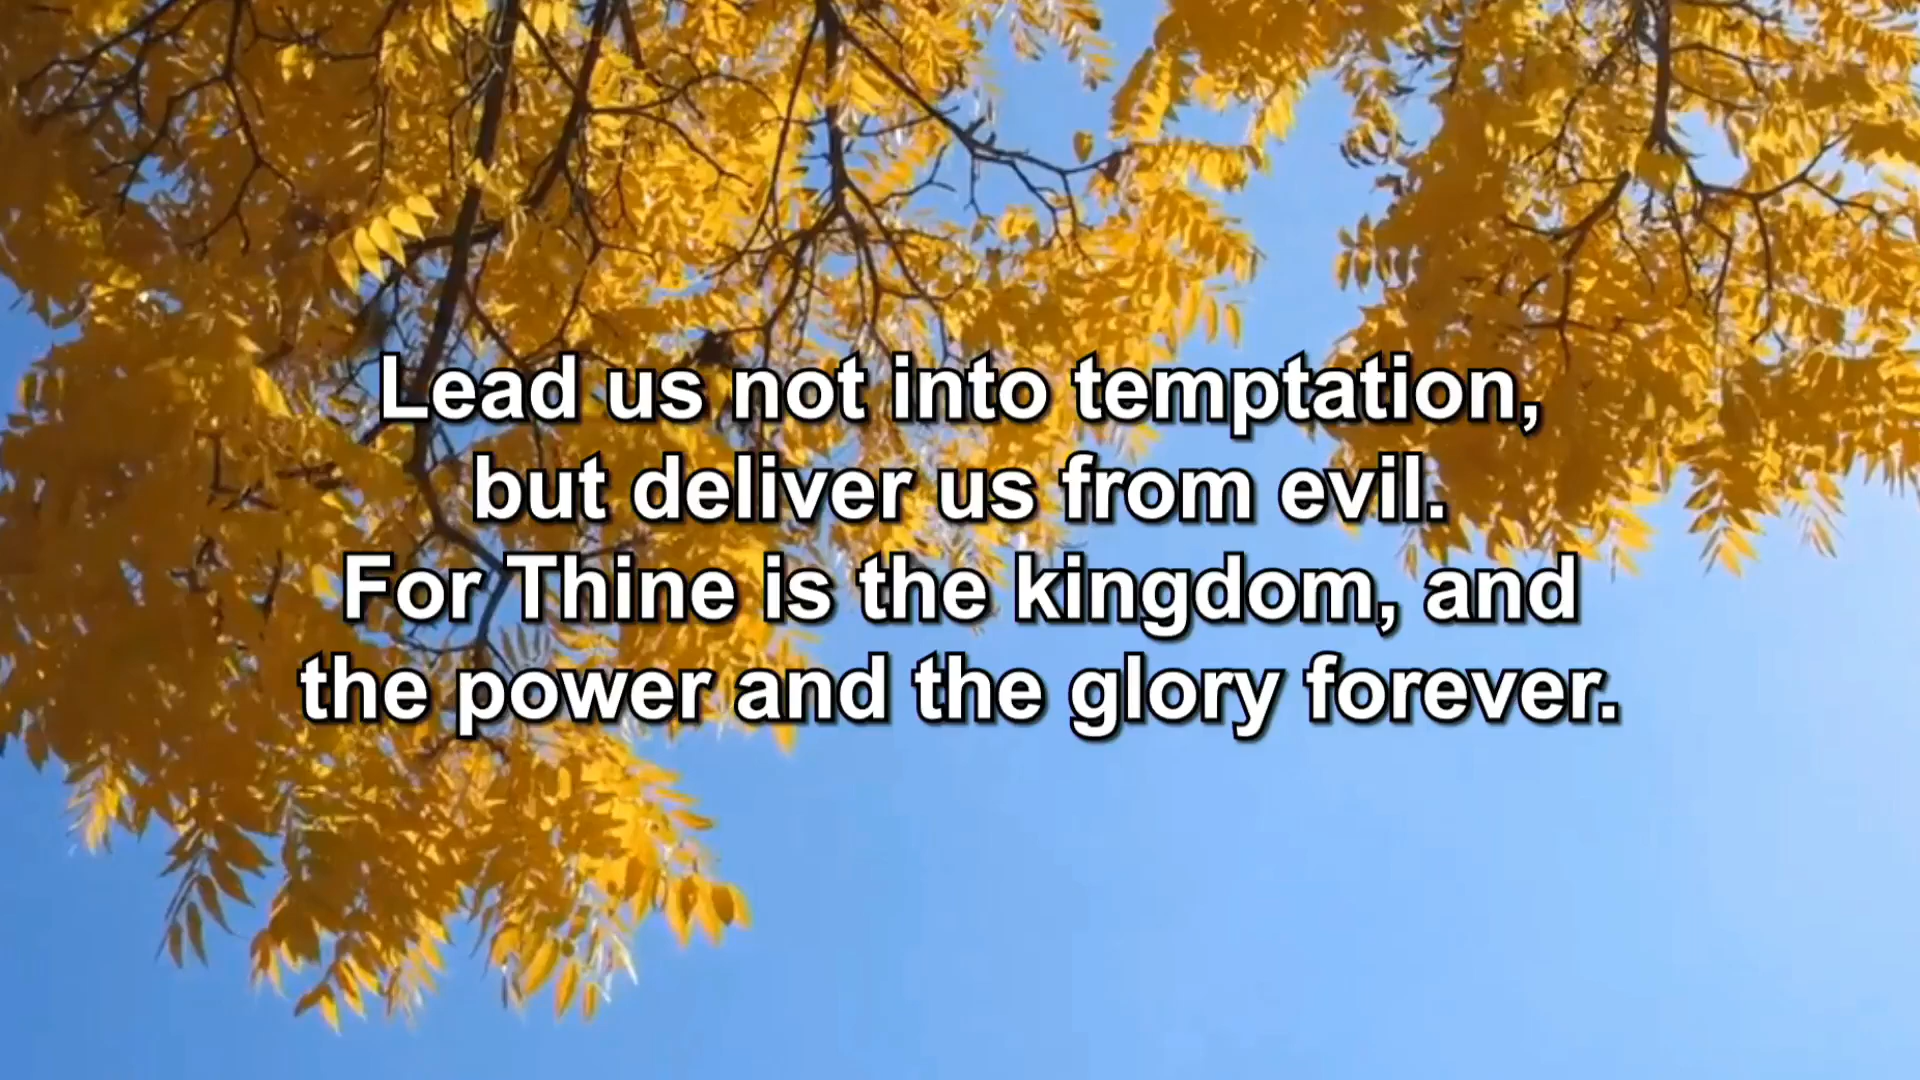 Lead us not into temptation,
but deliver us from evil.
For Thine is the kingdom, and
the power and the glory forever.